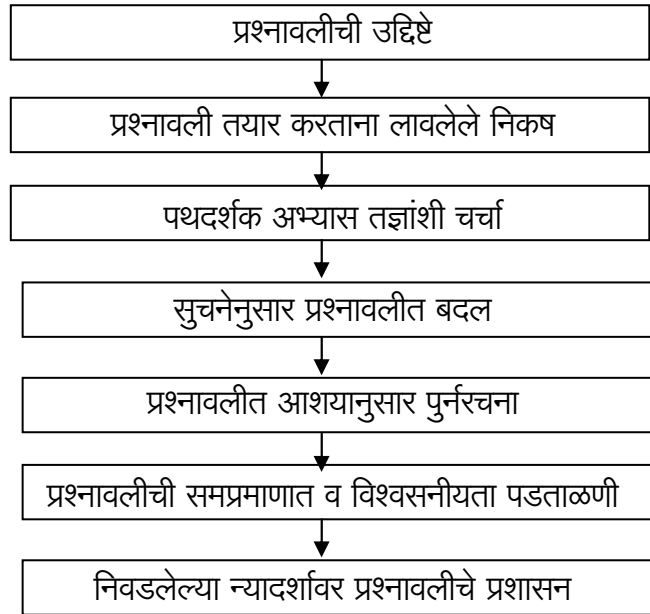 प्रश्नावलीची उद्दिष्टे
प्रश्नावली तयार करताना लावलेले निकष
पथदर्शक अभ्यास तज्ञांशी चर्चा
सुचनेनुसार प्रश्नावलीत बदल
प्रश्नावलीत आशयानुसार पुर्नरचना
प्रश्नावलीची समप्रमाणात व विश्वसनीयता पडताळणी
निवडलेल्या न्यादर्शावर प्रश्नावलीचे प्रशासन